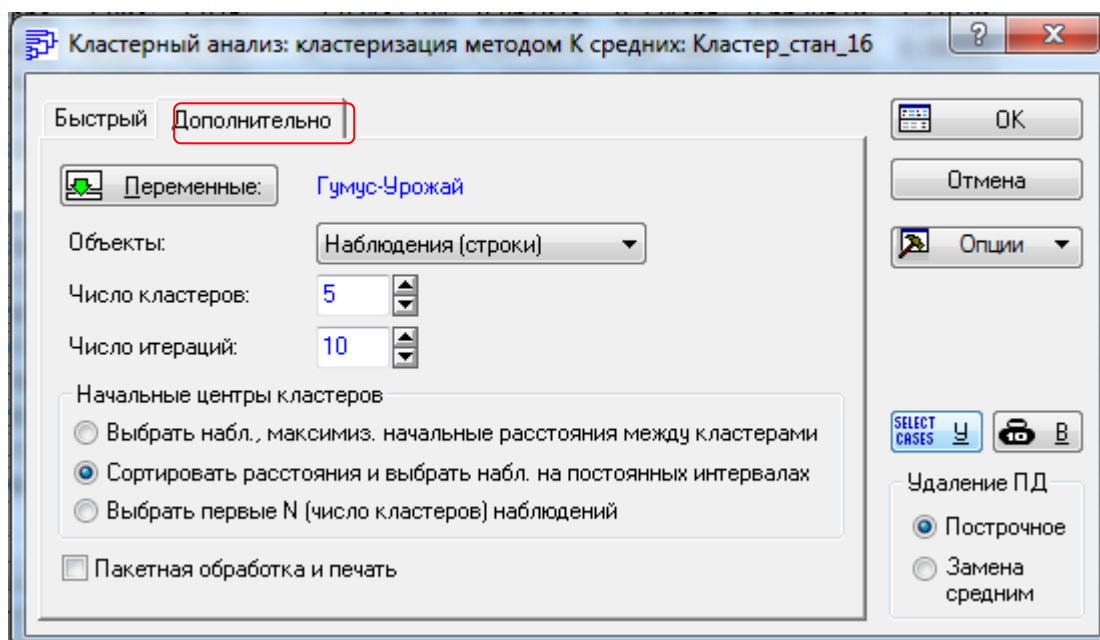 Кластерный анализ: кластеризация методом К средних: Кластер_стан_16
Быстрый Дополнительно
Переменные: Гумус-Урожай
Объекты: Наблюдения (строки)
Число кластеров: 5
Число итераций: 10
Начальные центры кластеров
Выбрать набл., максимиз. начальные расстояния между кластерами
Сортировать расстояния и выбрать набл. на постоянных интервалах
Выбрать первые N (число кластеров) наблюдений
Пакетная обработка и печать
OK
Отмена
Опции
SELECT
CASES У В
Удаление ПД
Построчное
Замена
средним